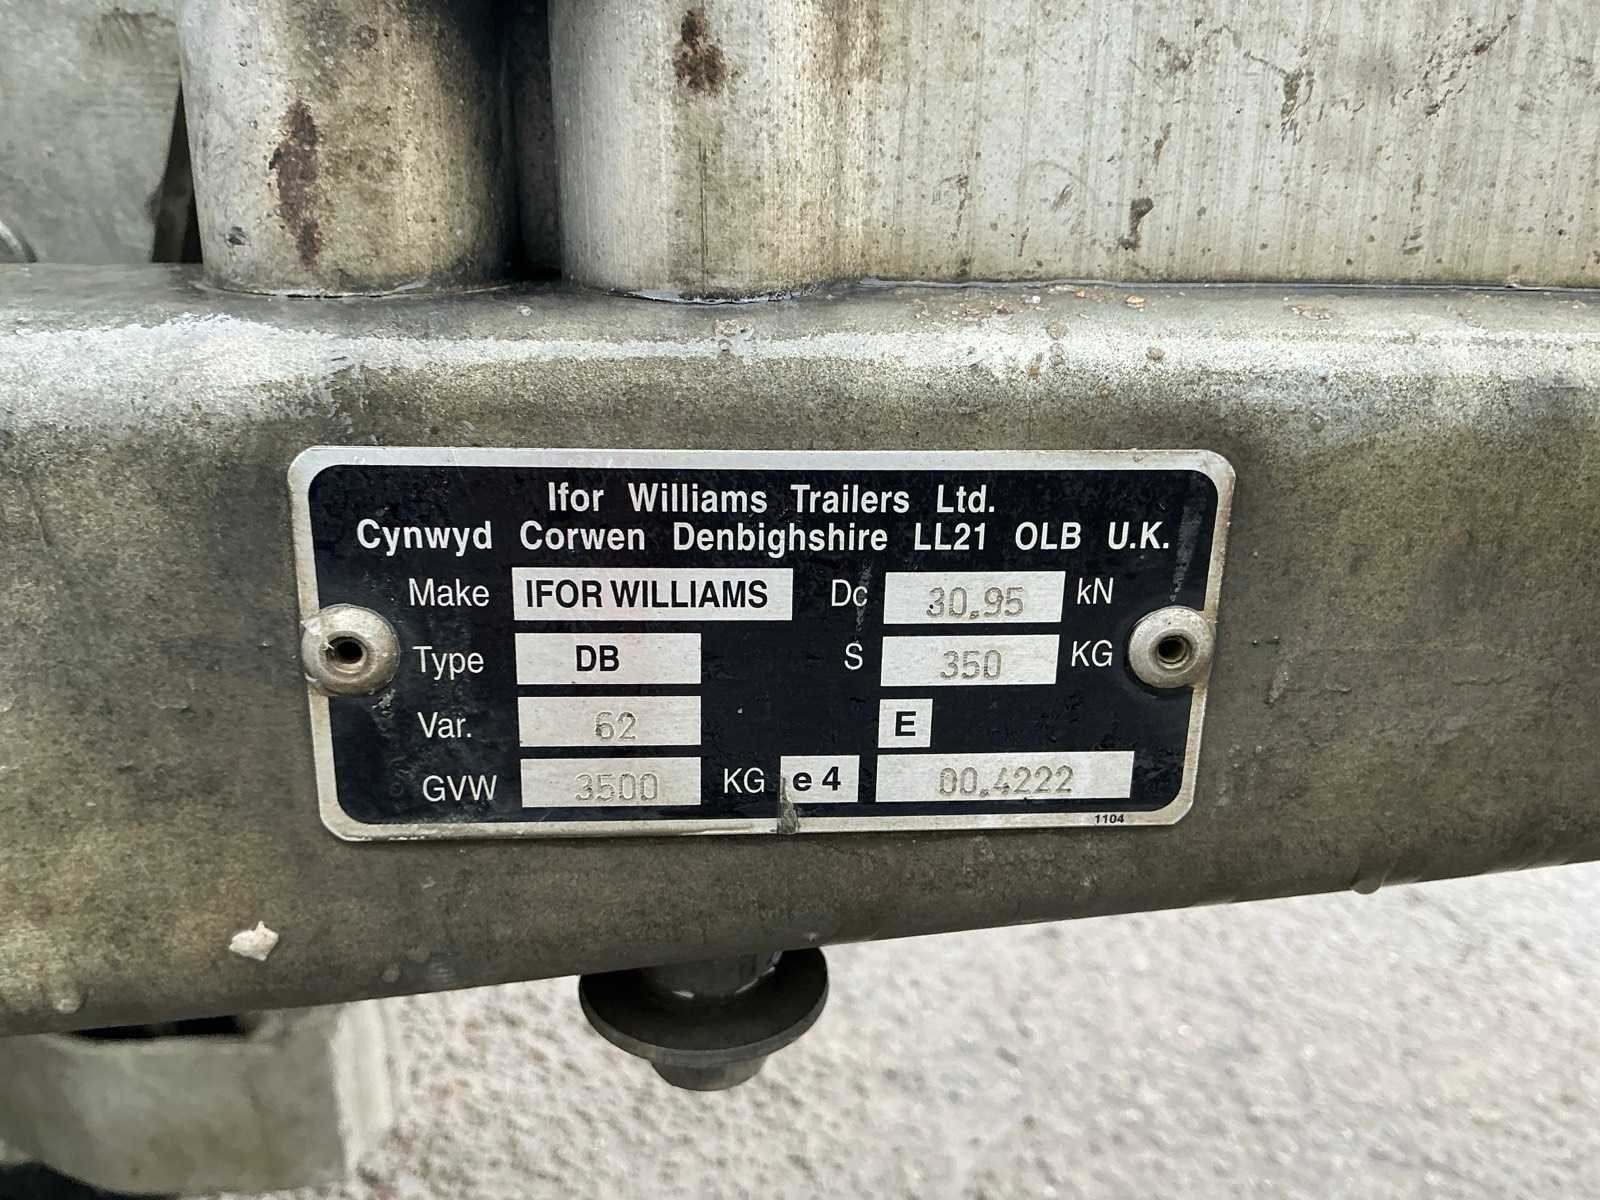 Ifor Williams Trailers Ltd.
Cynwyd Corwen Denbighshire LL21 OLB U.K.
Make IFOR WILLIAMS Dc 30.95 kN
Type DB S 350 KG
Var. 62 E
GVW 3500 KG e4 00.4222
1104